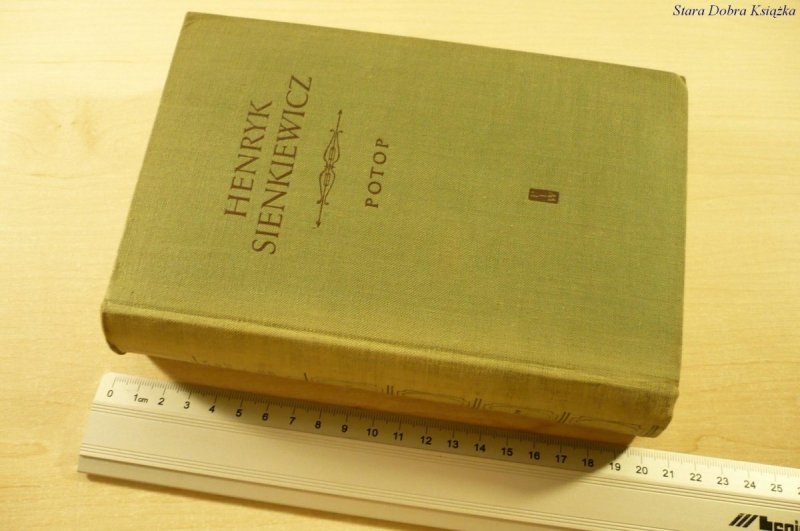 Stara Dobra Książka
HENRYK
SIENKIEWICZ
POTOP
0 1cm 2 3 4 5 6 7 8 9 10 11 12 13 14 15 16 17 18 19 20 21 22 23 24 25